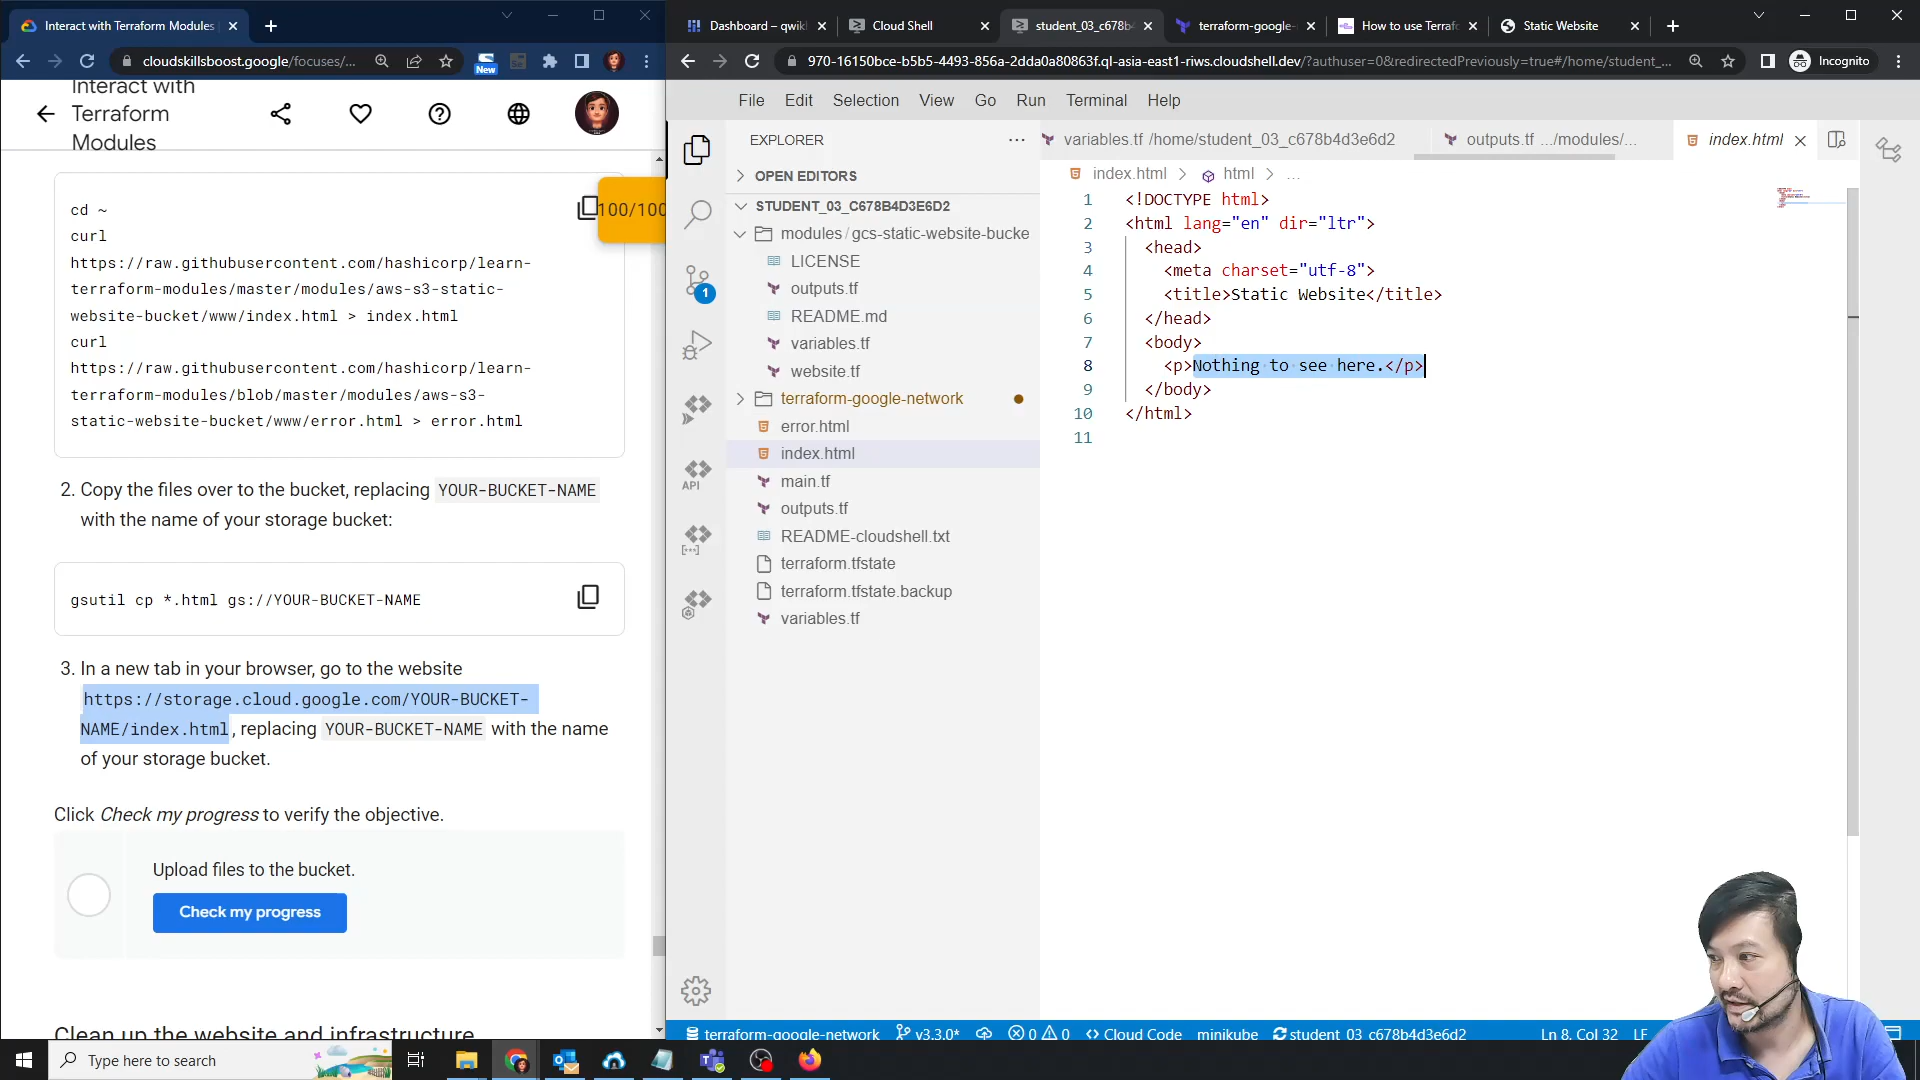 Interact with Terraform Modules
cloudskillsboost.google/focuses/...
New
Interact with
Terraform
Modules
100/100
cd ~
curl
https://raw.githubusercontent.com/hashicorp/learn-
terraform-modules/master/modules/aws-s3-static-
website-bucket/www/index.html > index.html
curl
https://raw.githubusercontent.com/hashicorp/learn-
terraform-modules/blob/master/modules/aws-s3-
static-website-bucket/www/error.html > error.html
2. Copy the files over to the bucket, replacing YOUR-BUCKET-NAME
with the name of your storage bucket:
gsutil cp *.html gs://YOUR-BUCKET-NAME
3. In a new tab in your browser, go to the website
https://storage.cloud.google.com/YOUR-BUCKET-
NAME/index.html, replacing YOUR-BUCKET-NAME with the name
of your storage bucket.
Click Check my progress to verify the objective.
Upload files to the bucket.
Check my progress
Clean up the website and infrastructure
Type here to search
Dashboard – qwikl
Cloud Shell
student_03_c678b4
terraform-google-
How to use Terraf
Static Website
970-16150bce-b5b5-4493-856a-2dda0a80863f.ql-asia-east1-riws.cloudshell.dev/?authuser=0&redirectedPreviously=true#/home/student_...
Incognito
File Edit Selection View Go Run Terminal Help
EXPLORER
OPEN EDITORS
STUDENT_03_C678B4D3E6D2
modules/gcs-static-website-bucke
LICENSE
outputs.tf
README.md
variables.tf
website.tf
terraform-google-network
error.html
index.html
main.tf
outputs.tf
README-cloudshell.txt
terraform.tfstate
terraform.tfstate.backup
variables.tf
1
API
variables.tf /home/student_03_c678b4d3e6d2
outputs.tf .../modules/...
index.html
index.html > html > ...
1 <!DOCTYPE html>
2 <html lang="en" dir="ltr">
3 <head>
4 <meta charset="utf-8">
5 <title>Static Website</title>
6 </head>
7 <body>
8 <p>Nothing to see here.</p>
9 </body>
10 </html>
11
terraform-google-network v3.3.0* 0 0 Cloud Code minikube student_03_c678b4d3e6d2 Ln 8, Col 32 LF